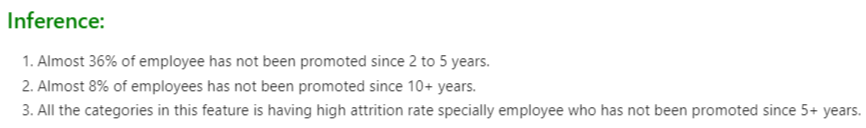 Inference:
1. Almost 36% of employee has not been promoted since 2 to 5 years.
2. Almost 8% of employees has not been promoted since 10+ years.
3. All the categories in this feature is having high attrition rate specially employee who has not been promoted since 5+ years.